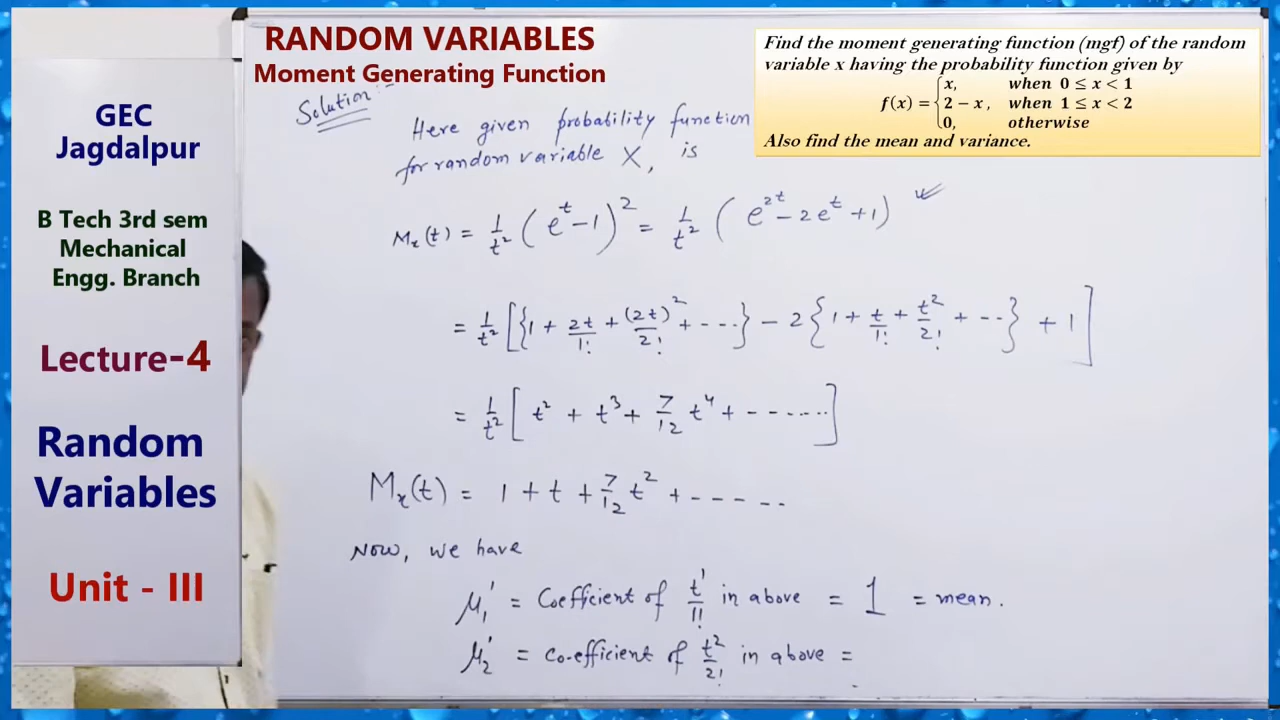 RANDOM VARIABLES
Moment Generating Function
Find the moment generating function (mgf) of the random
variable x having the probability function given by
f(x) = { x, when 0 ≤ x < 1
2 − x, when 1 ≤ x < 2
0, otherwise
Also find the mean and variance.
GEC
Jagdalpur
B Tech 3rd sem
Mechanical
Engg. Branch
Lecture-4
Random
Variables
Unit - III
Solution:-
Here given probability function
for random variable X, is
Mx(t) = 1/t² (e^t − 1)² = 1/t² (e^2t − 2e^t + 1)
= 1/t² [{1 + 2t/1! + (2t)²/2! + ----} − 2{1 + t/1! + t²/2! + ---} + 1]
= 1/t² [t² + t³ + 7/12 t⁴ + -------]
Mx(t) = 1 + t + 7/12 t² + ------
Now, we have
μ₁' = Coefficient of t¹/1! in above = 1 = mean.
μ₂' = Co-efficient of t²/2! in above =